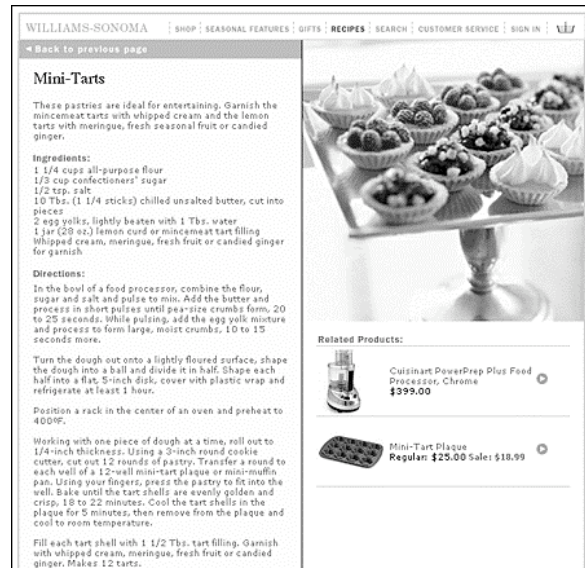 WILLIAMS-SONOMA
SHOP SEASONAL FEATURES GIFTS RECIPES SEARCH CUSTOMER SERVICE SIGN IN
Back to previous page
Mini-Tarts
These pastries are ideal for entertaining. Garnish the
mincemeat tarts with whipped cream and the lemon
tarts with meringue, fresh seasonal fruit or candied
ginger.
Ingredients:
1 1/4 cups all-purpose flour
1/3 cup confectioners' sugar
1/2 tsp. salt
10 Tbs. (1 1/4 sticks) chilled unsalted butter, cut into
pieces
2 egg yolks, lightly beaten with 1 Tbs. water
1 jar (28 oz.) lemon curd or mincemeat tart filling
Whipped cream, meringue, fresh fruit or candied ginger
for garnish
Directions:
In the bowl of a food processor, combine the flour,
sugar and salt and pulse to mix. Add the butter and
process in short pulses until pea-size crumbs form, 20
to 25 seconds. While pulsing, add the egg yolk mixture
and process to form large, moist crumbs, 10 to 15
seconds more.
Turn the dough out onto a lightly floured surface, shape
the dough into a ball and divide it in half. Shape each
half into a flat, 5-inch disk, cover with plastic wrap and
refrigerate at least 1 hour.
Position a rack in the center of an oven and preheat to
400ºF.
Working with one piece of dough at a time, roll out to
1/4-inch thickness. Using a 3-inch round cookie
cutter, cut out 12 rounds of pastry. Transfer a round to
each well of a 12-well mini-tart plaque or mini-muffin
pan. Using your fingers, press the pastry to fit into the
well. Bake until the tart shells are evenly golden and
crisp, 18 to 22 minutes. Cool the tart shells in the
plaque for 5 minutes, then remove from the plaque and
cool to room temperature.
Fill each tart shell with 1 1/2 Tbs. tart filling. Garnish
with whipped cream, meringue, fresh fruit or candied
ginger. Makes 12 tarts.
Related Products:
Cuisinart PowerPrep Plus Food
Processor, Chrome
$399.00
Mini-Tart Plaque
Regular: $25.00 Sale: $18.99